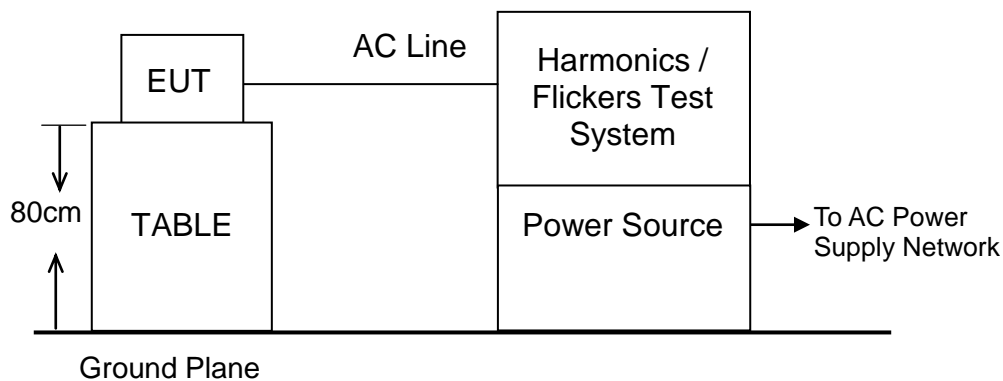 AC Line
EUT
Harmonics /
Flickers Test
System
80cm
TABLE
Power Source
To AC Power
Supply Network
Ground Plane